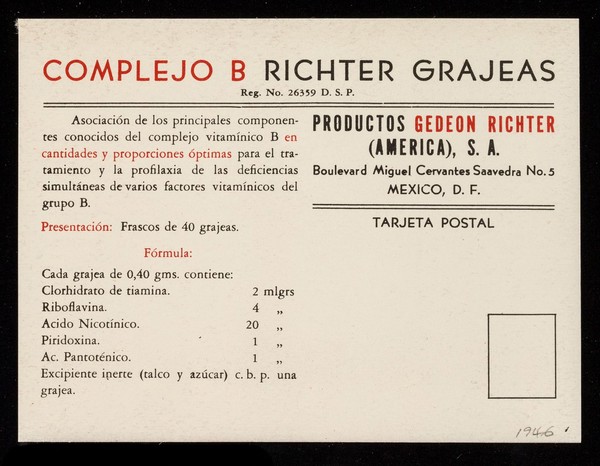 COMPLEJO B RICHTER GRAJEAS
Reg. No. 26359 D. S. P.
Asociación de los principales componen-
tes conocidos del complejo vitamínico B en
cantidades y proporciones óptimas para el tra-
tamiento y la profilaxia de las deficiencias
simultáneas de varios factores vitamínicos del
grupo B.
Presentación: Frascos de 40 grajeas.
Fórmula:
Cada grajea de 0,40 gms. contiene:
Clorhidrato de tiamina. 2 mlgrs
Riboflavina. 4 „
Acido Nicotínico. 20 „
Piridoxina. 1 „
Ac. Pantoténico. 1 „
Excipiente inerte (talco y azúcar) c. b. p. una
grajea.
PRODUCTOS GEDEON RICHTER
(AMERICA), S. A.
Boulevard Miguel Cervantes Saavedra No. 5
MEXICO, D. F.
TARJETA POSTAL
1946